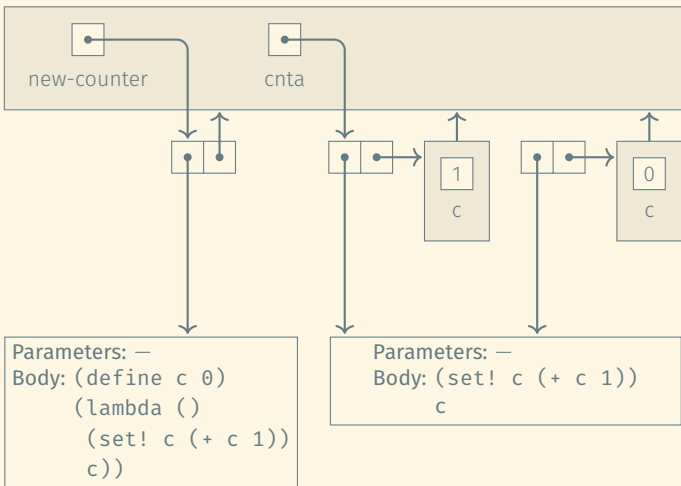 new-counter
cnta
1
0
c
c
Parameters: —
Body: (define c 0)
(lambda ()
(set! c (+ c 1))
c))
Parameters: —
Body: (set! c (+ c 1))
c